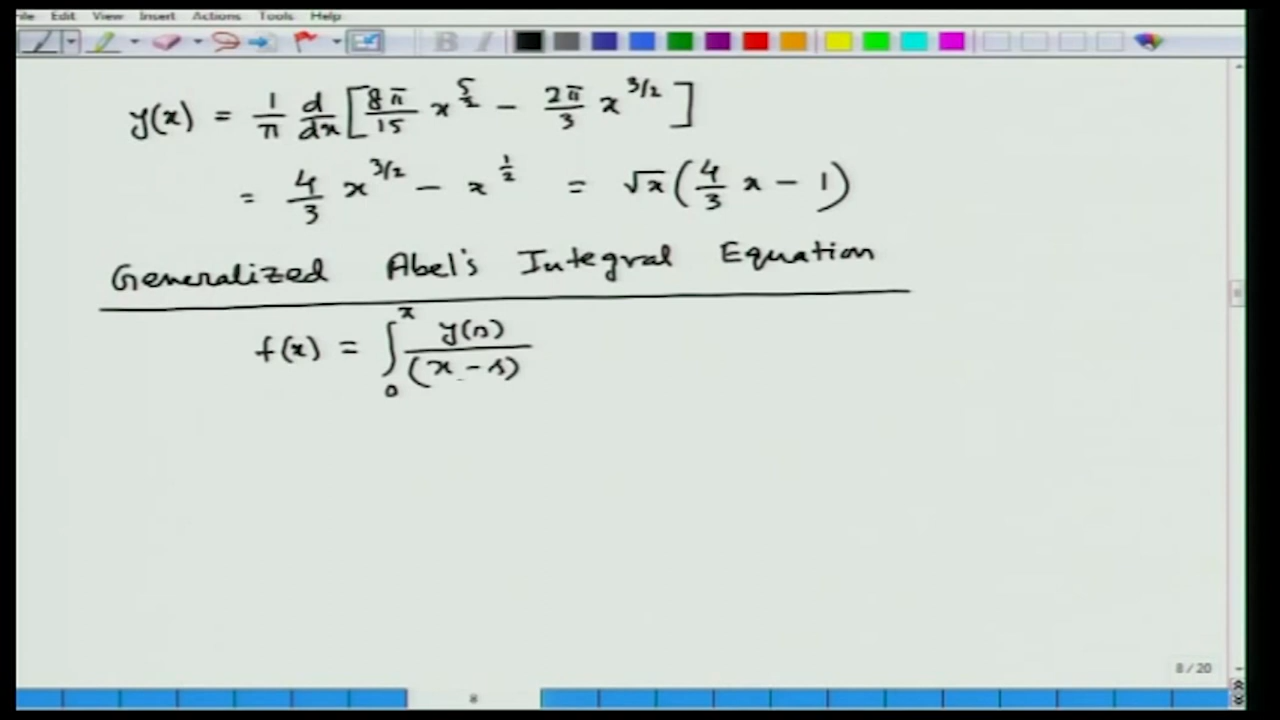 File Edit View Insert Actions Tools Help
y(x) = 1/π d/dx [8π/15 x^{5/2} − 2π/3 x^{3/2}]
= 4/3 x^{3/2} − x^{1/2} = √x (4/3 x − 1)
Generalized Abel's Integral Equation
f(x) = ∫_0^x y(s)/(x − s)
8 / 20
8